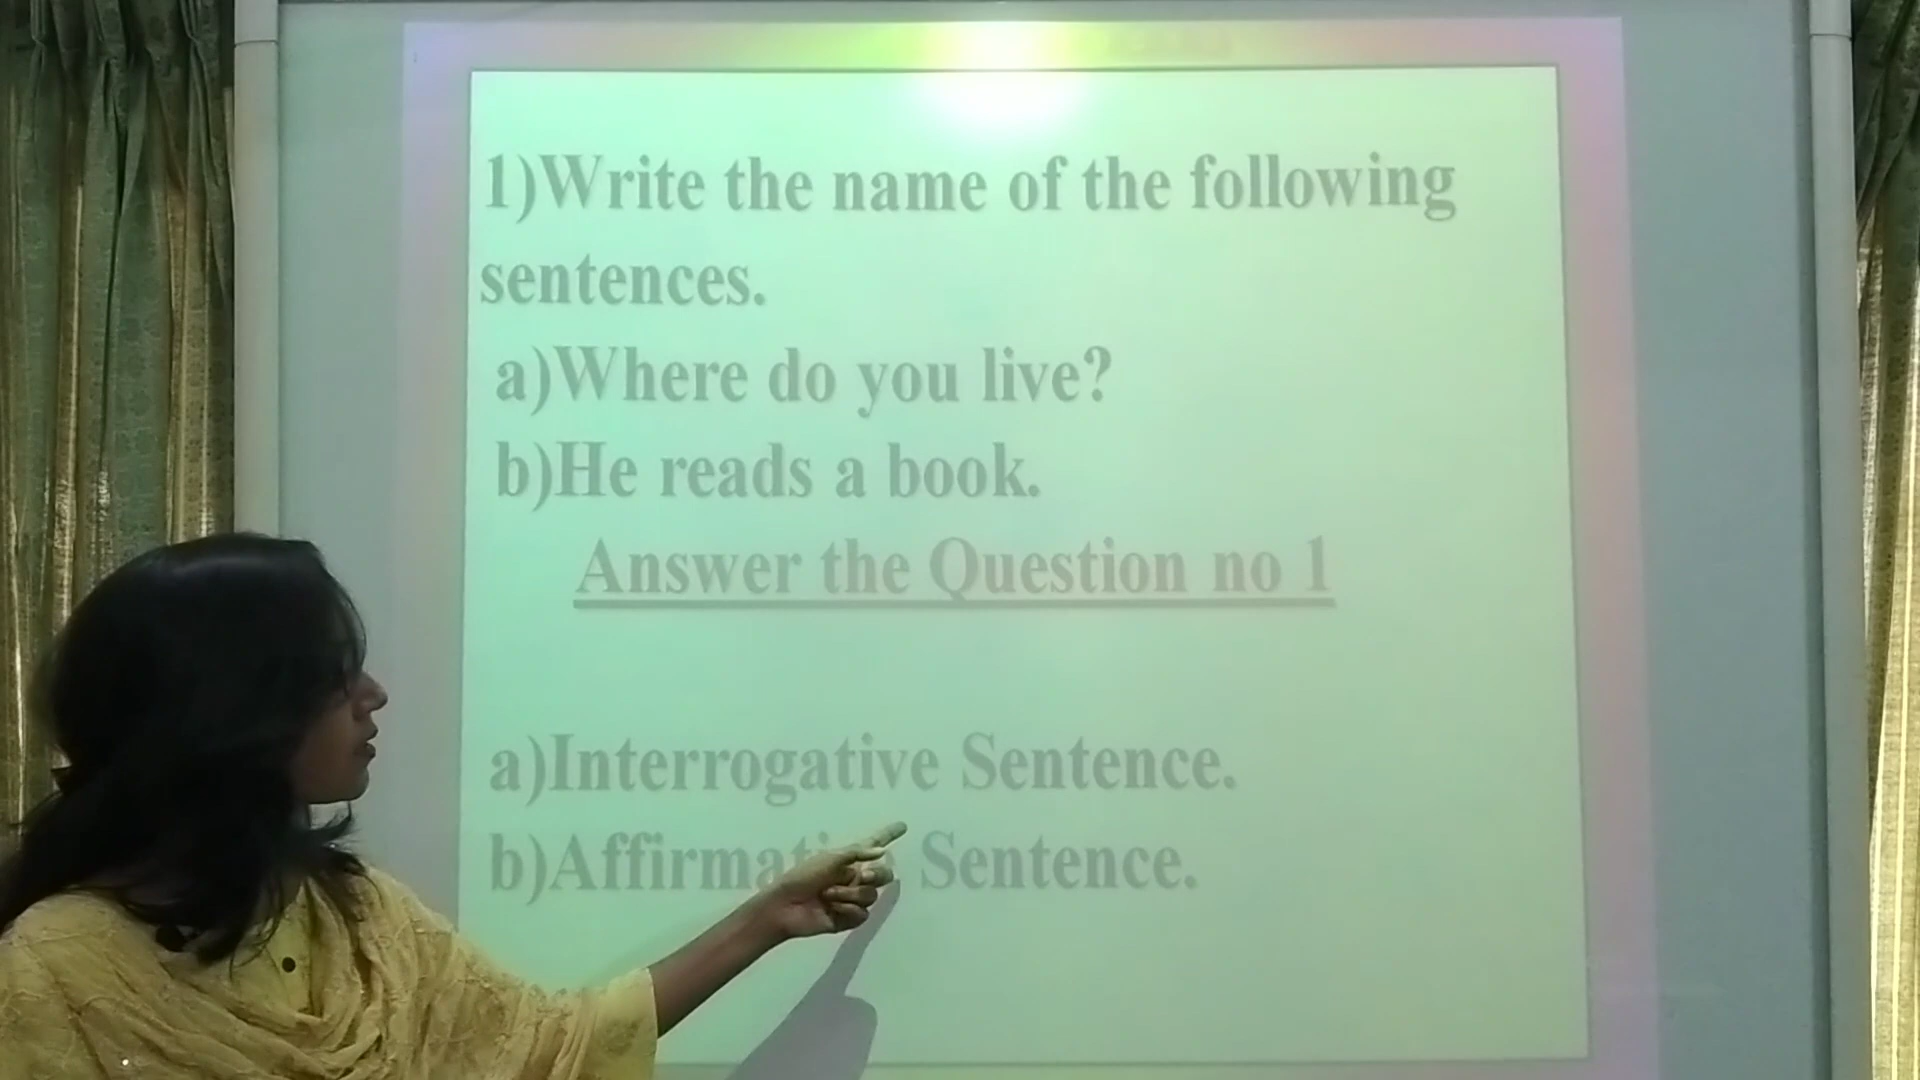 1)Write the name of the following
sentences.
a)Where do you live?
b)He reads a book.
Answer the Question no 1
a)Interrogative Sentence.
b)Affirmative Sentence.